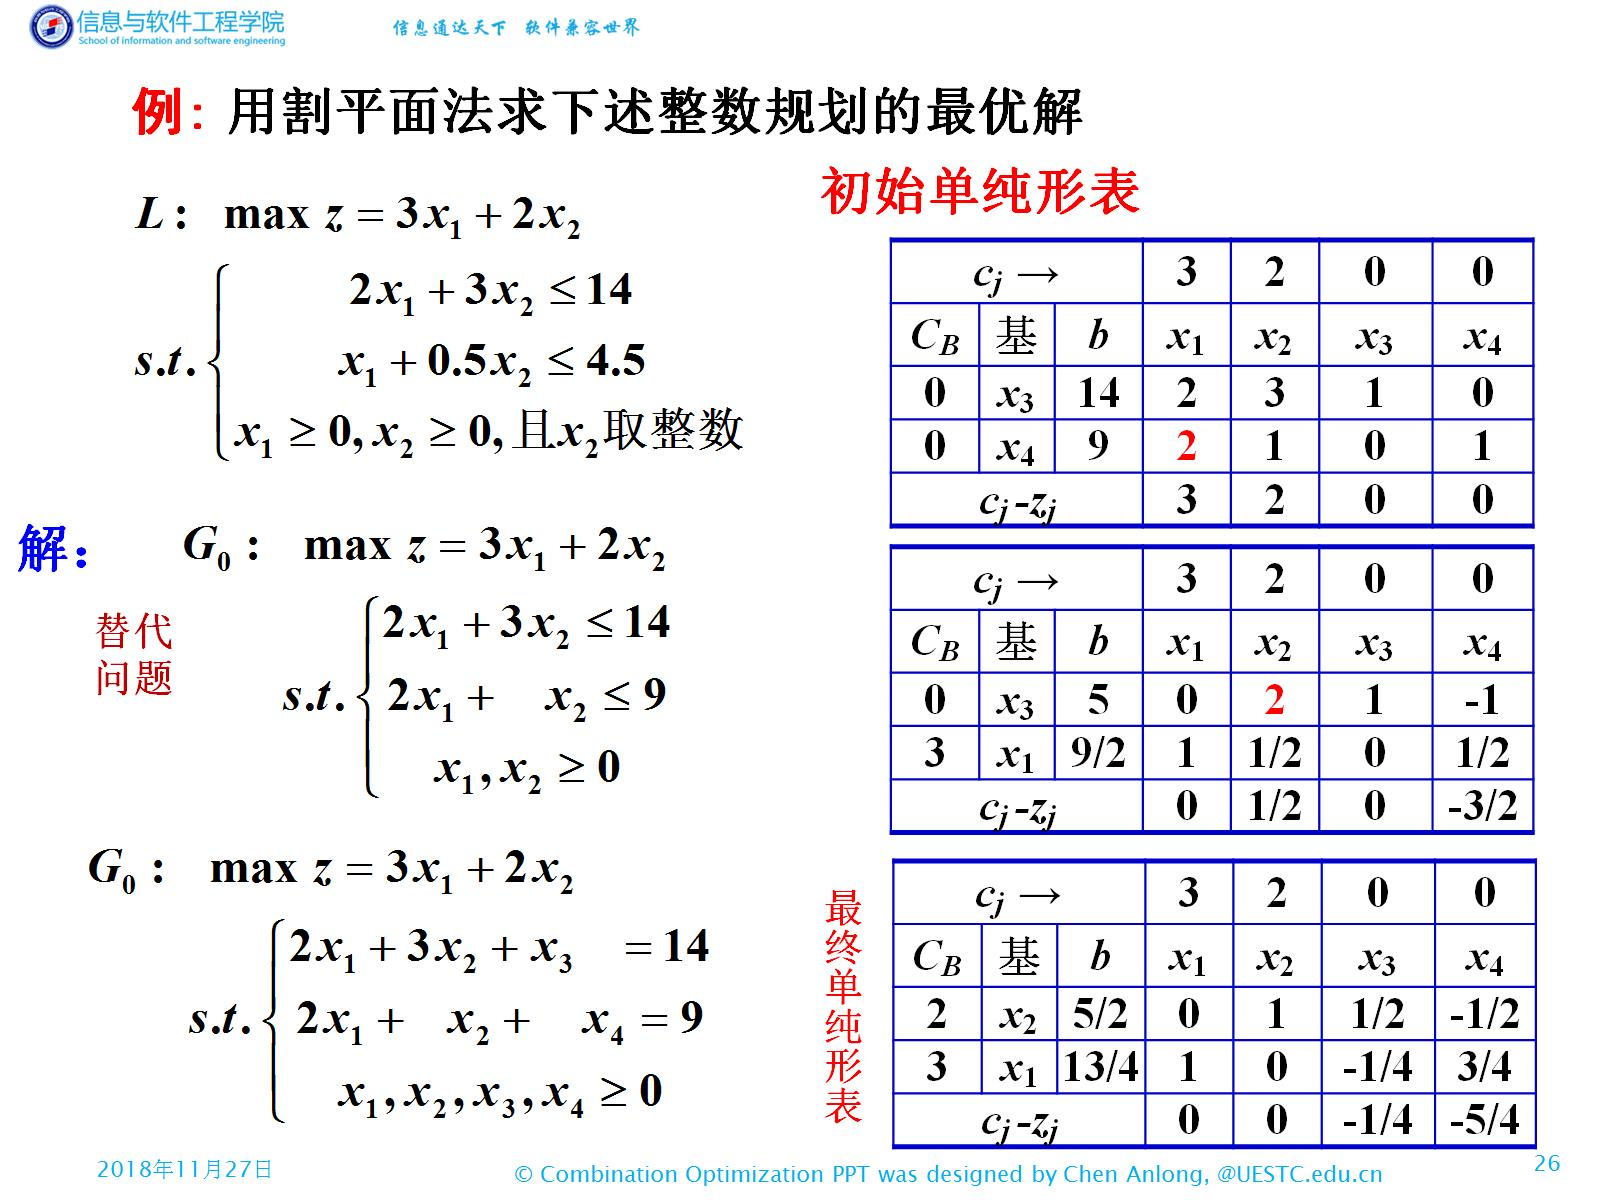 信息与软件工程学院
School of information and software engineering
信息通达天下 软件兼容世界
例: 用割平面法求下述整数规划的最优解
L: max z = 3x₁ + 2x₂
s.t.
2x₁ + 3x₂ ≤ 14
x₁ + 0.5x₂ ≤ 4.5
x₁ ≥ 0, x₂ ≥ 0, 且x₂取整数
解：
替代
问题
G₀: max z = 3x₁ + 2x₂
s.t.
2x₁ + 3x₂ ≤ 14
2x₁ + x₂ ≤ 9
x₁, x₂ ≥ 0
G₀: max z = 3x₁ + 2x₂
s.t.
2x₁ + 3x₂ + x₃ = 14
2x₁ + x₂ + x₄ = 9
x₁, x₂, x₃, x₄ ≥ 0
初始单纯形表
cⱼ → 3 2 0 0
C_B 基 b x₁ x₂ x₃ x₄
0 x₃ 14 2 3 1 0
0 x₄ 9 2 1 0 1
cⱼ-zⱼ 3 2 0 0
cⱼ → 3 2 0 0
C_B 基 b x₁ x₂ x₃ x₄
0 x₃ 5 0 2 1 -1
3 x₁ 9/2 1 1/2 0 1/2
cⱼ-zⱼ 0 1/2 0 -3/2
最终单纯形表
cⱼ → 3 2 0 0
C_B 基 b x₁ x₂ x₃ x₄
2 x₂ 5/2 0 1 1/2 -1/2
3 x₁ 13/4 1 0 -1/4 3/4
cⱼ-zⱼ 0 0 -1/4 -5/4
2018年11月27日
© Combination Optimization PPT was designed by Chen Anlong, @UESTC.edu.cn
26